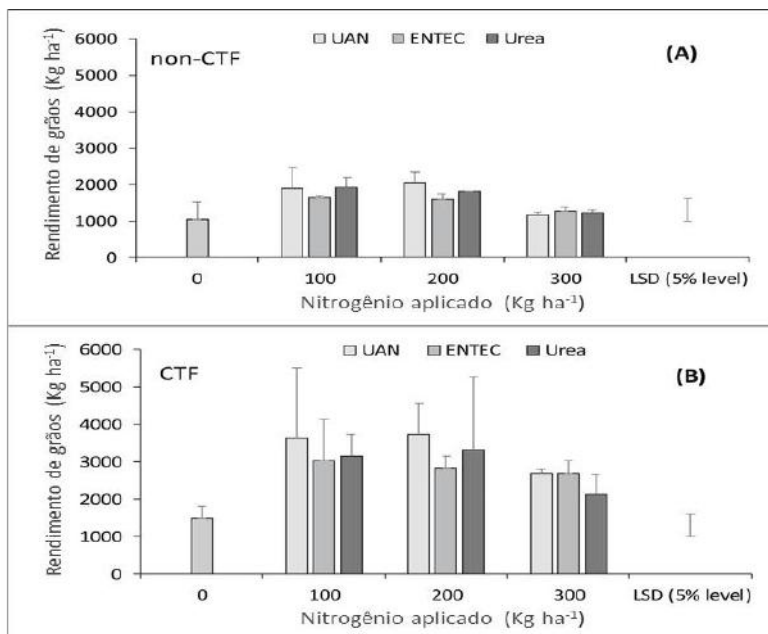 6000
UAN ENTEC Urea
non-CTF
(A)
5000
4000
3000
2000
1000
0
Rendimento de grãos (Kg ha⁻¹)
0 100 200 300 LSD (5% level)
Nitrogênio aplicado (Kg ha⁻¹)
6000
UAN ENTEC Urea
CTF
(B)
5000
4000
3000
2000
1000
0
Rendimento de grãos (Kg ha⁻¹)
0 100 200 300 LSD (5% level)
Nitrogênio aplicado (Kg ha⁻¹)